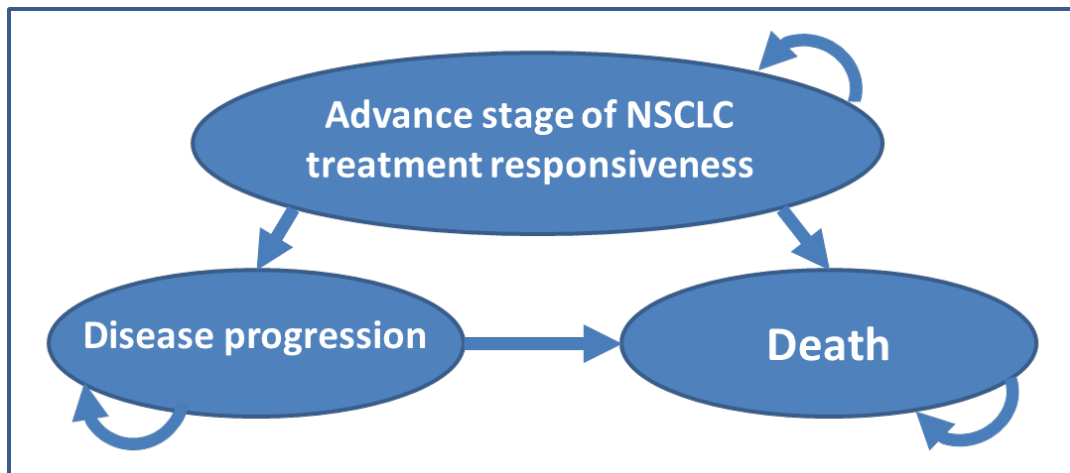 Advance stage of NSCLC
treatment responsiveness
Disease progression
Death